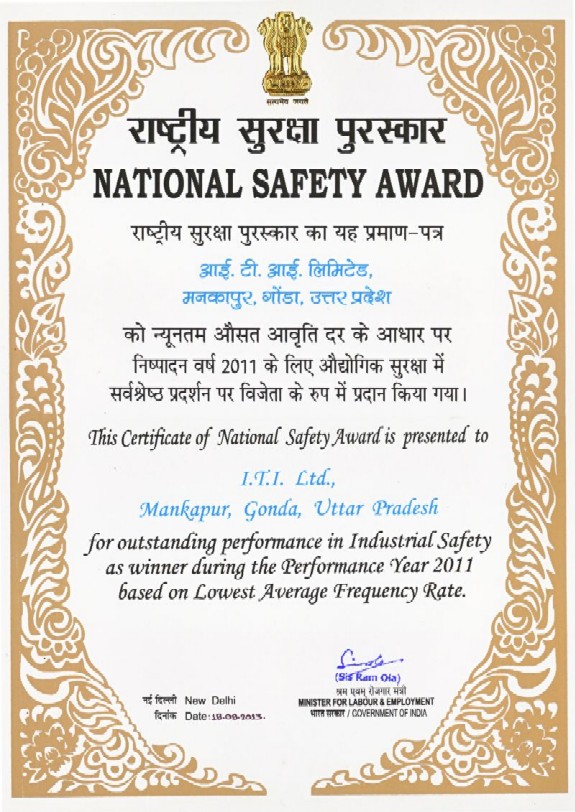 सत्यमेव जयते
राष्ट्रीय सुरक्षा पुरस्कार
NATIONAL SAFETY AWARD
राष्ट्रीय सुरक्षा पुरस्कार का यह प्रमाण-पत्र
आई. टी. आई. लिमिटेड,
मनकापुर, गोंडा, उत्तर प्रदेश
को न्यूनतम औसत आवृति दर के आधार पर
निष्पादन वर्ष 2011 के लिए औद्योगिक सुरक्षा में
सर्वश्रेष्ठ प्रदर्शन पर विजेता के रुप में प्रदान किया गया।
This Certificate of National Safety Award is presented to
I.T.I. Ltd.,
Mankapur, Gonda, Uttar Pradesh
for outstanding performance in Industrial Safety
as winner during the Performance Year 2011
based on Lowest Average Frequency Rate.
(Sis Ram Ola)
श्रम एवम् रोजगार मंत्री
MINISTER FOR LABOUR & EMPLOYMENT
भारत सरकार / GOVERNMENT OF INDIA
नई दिल्ली New Delhi
दिनांक Date: